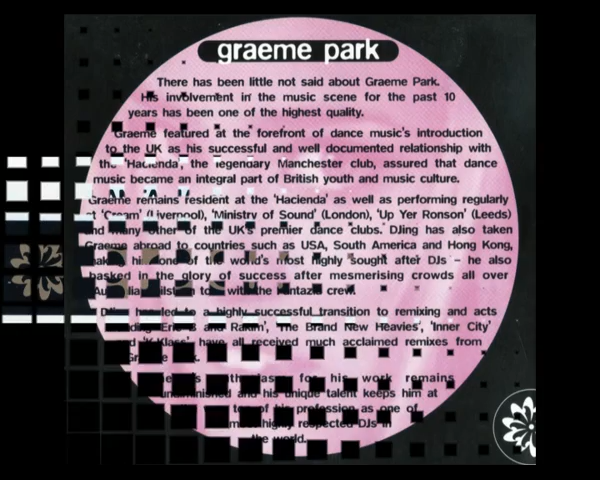 graeme park
There has been little not said about Graeme Park.
His involvement in the music scene for the past 10
years has been one of the highest quality.
Graeme featured at the forefront of dance music's introduction
to the UK as his successful and well documented relationship with
the 'Hacienda', the legendary Manchester club, assured that dance
music became an integral part of British youth and music culture.
Graeme remains resident at the 'Hacienda' as well as performing regularly
at 'Cream' (Liverpool), 'Ministry of Sound' (London), 'Up Yer Ronson' (Leeds)
and many other of the UK's premier dance clubs. DJing has also taken
Graeme abroad to countries such as USA, South America and Hong Kong,
him one of the world's most highly sought after DJs – he also
basked in the glory of success after mesmerising crowds all over
whilst on tour with the Fantazia crew.
DJing has led to a highly successful transition to remixing and acts
'Eric B and Rakim', 'The Brand New Heavies', 'Inner City'
and 'K-Klass' have all received much acclaimed remixes from
for his work remains
undiminished and his unique talent keeps him at
top of his profession as one of
most highly respected DJs in
the world.